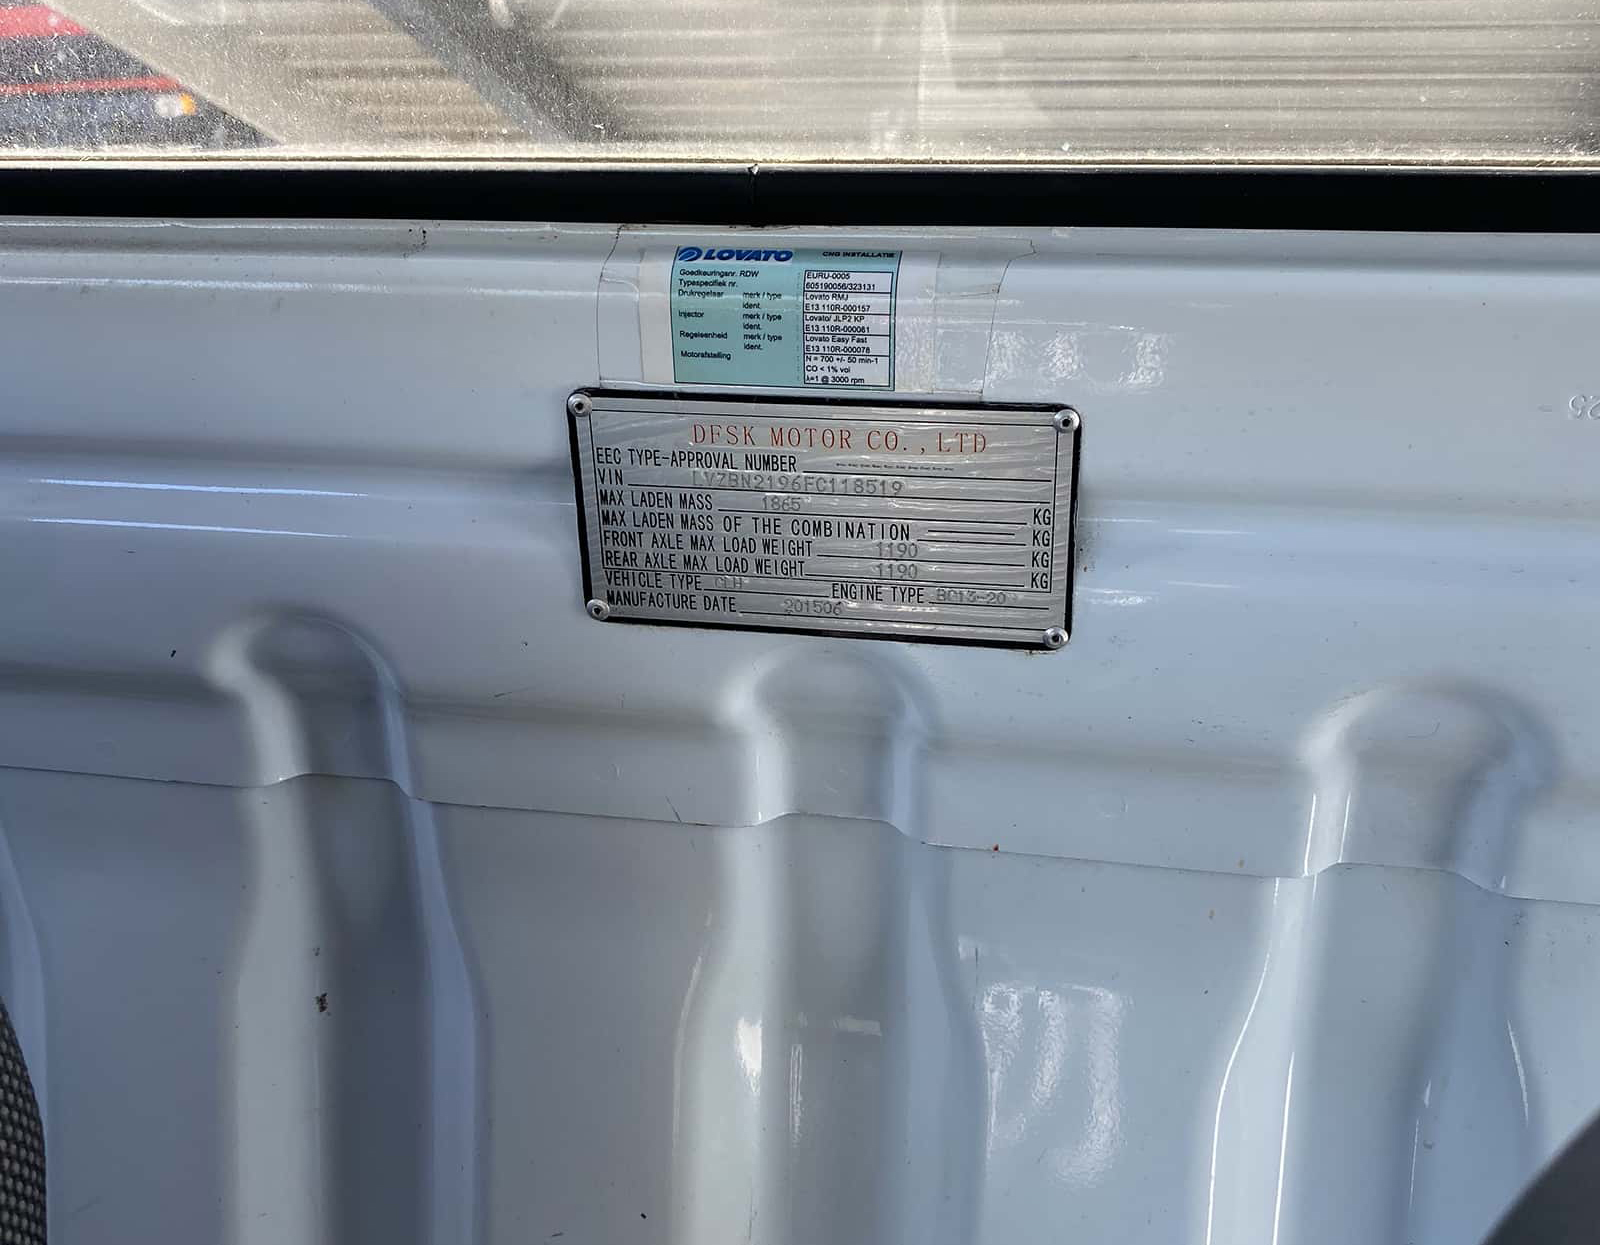 LOVATO CNG INSTALLATIE
Goedkeuringsnr. RDW EURU-0005
Typespecifiek nr. 605190056/323131
Drukregelaar merk / type Lovato RMJ
ident. E13 110R-000157
Injector merk / type Lovato/ JLP2 KP
ident. E13 110R-000081
Regeleenheid merk / type Lovato Easy Fast
ident. E13 110R-000078
Motorafstelling N = 700 +/- 50 min-1
CO < 1% vol
λ=1 @ 3000 rpm
DFSK MOTOR CO.,LTD
EEC TYPE-APPROVAL NUMBER
VIN LVZBN2196FC118519
MAX LADEN MASS 1865 KG
MAX LADEN MASS OF THE COMBINATION KG
FRONT AXLE MAX LOAD WEIGHT 1190 KG
REAR AXLE MAX LOAD WEIGHT 1190 KG
VEHICLE TYPE ENGINE TYPE BG13-20
MANUFACTURE DATE 201506